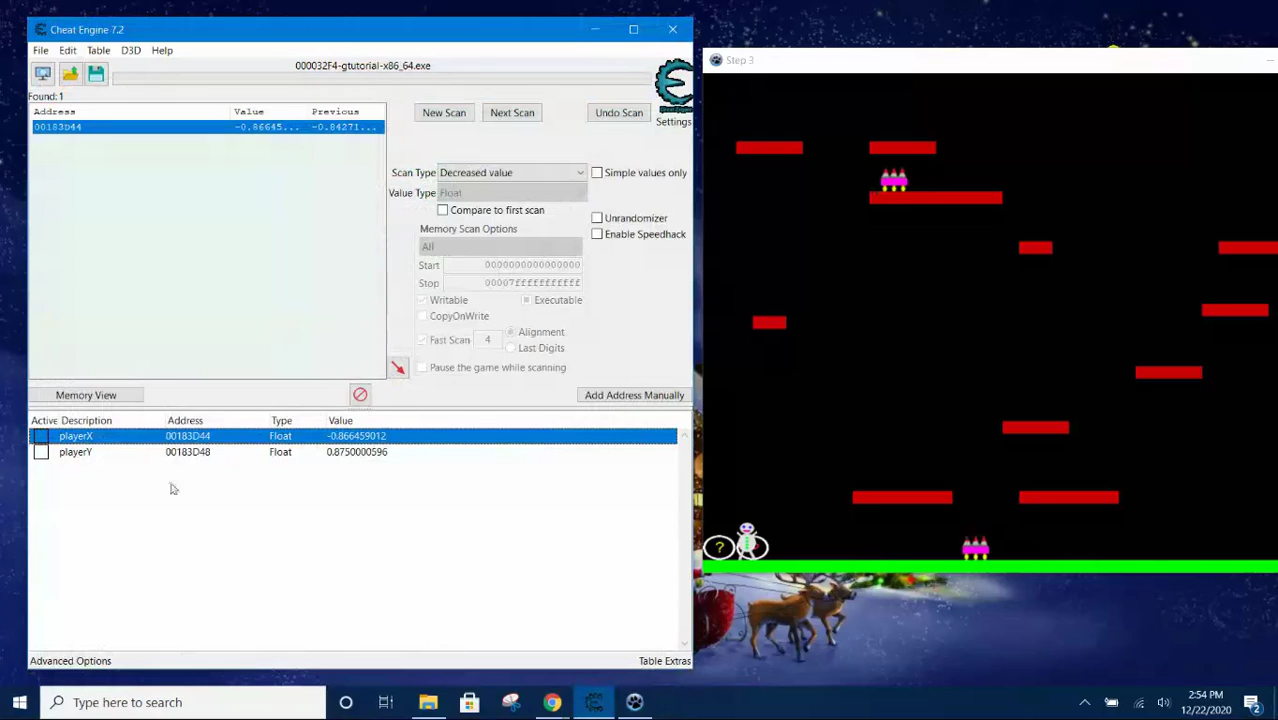 Cheat Engine 7.2
File Edit Table D3D Help
000032F4-gtutorial-x86_64.exe
Found: 1
Address Value Previous
00183D44 -0.86645... -0.84271...
New Scan Next Scan Undo Scan
Settings
Scan Type Decreased value Simple values only
Value Type Float
Compare to first scan
Unrandomizer
Memory Scan Options
Enable Speedhack
All
Start 0000000000000000
Stop 00007fffffffffff
Writable Executable
CopyOnWrite
Fast Scan 4 Alignment
Last Digits
Pause the game while scanning
Memory View Add Address Manually
Active Description Address Type Value
playerX 00183D44 Float -0.866459012
playerY 00183D48 Float 0.8750000596
Advanced Options Table Extras
Step 3
?
Type here to search
2:54 PM
12/22/2020
2